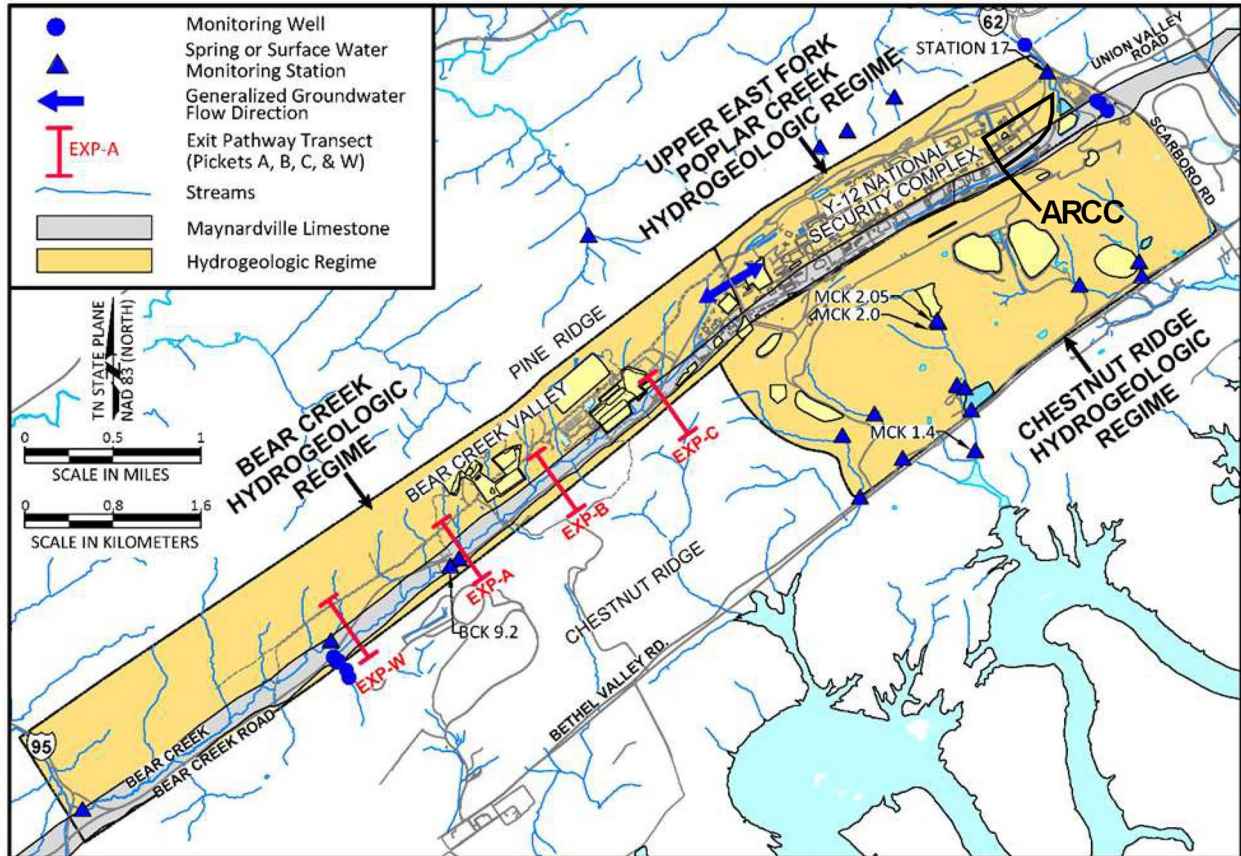 Monitoring Well
Spring or Surface Water
Monitoring Station
Generalized Groundwater
Flow Direction
EXP-A
Exit Pathway Transect
(Pickets A, B, C, & W)
Streams
Maynardville Limestone
Hydrogeologic Regime
TN STATE PLANE
NAD 83 (NORTH)
0 0.5 1
SCALE IN MILES
0 0.8 1.6
SCALE IN KILOMETERS
62
STATION 17
UNION VALLEY
ROAD
SCARBORO RD
UPPER EAST FORK
POPLAR CREEK
HYDROGEOLOGIC REGIME
Y-12 NATIONAL
SECURITY COMPLEX
ARCC
MCK 2.05
MCK 2.0
MCK 1.4
CHESTNUT RIDGE
HYDROGEOLOGIC
REGIME
PINE RIDGE
BEAR CREEK VALLEY
BEAR CREEK
HYDROGEOLOGIC
REGIME
EXP-C
EXP-B
EXP-A
EXP-W
BCK 9.2
CHESTNUT RIDGE
BETHEL VALLEY RD.
95
BEAR CREEK
BEAR CREEK ROAD